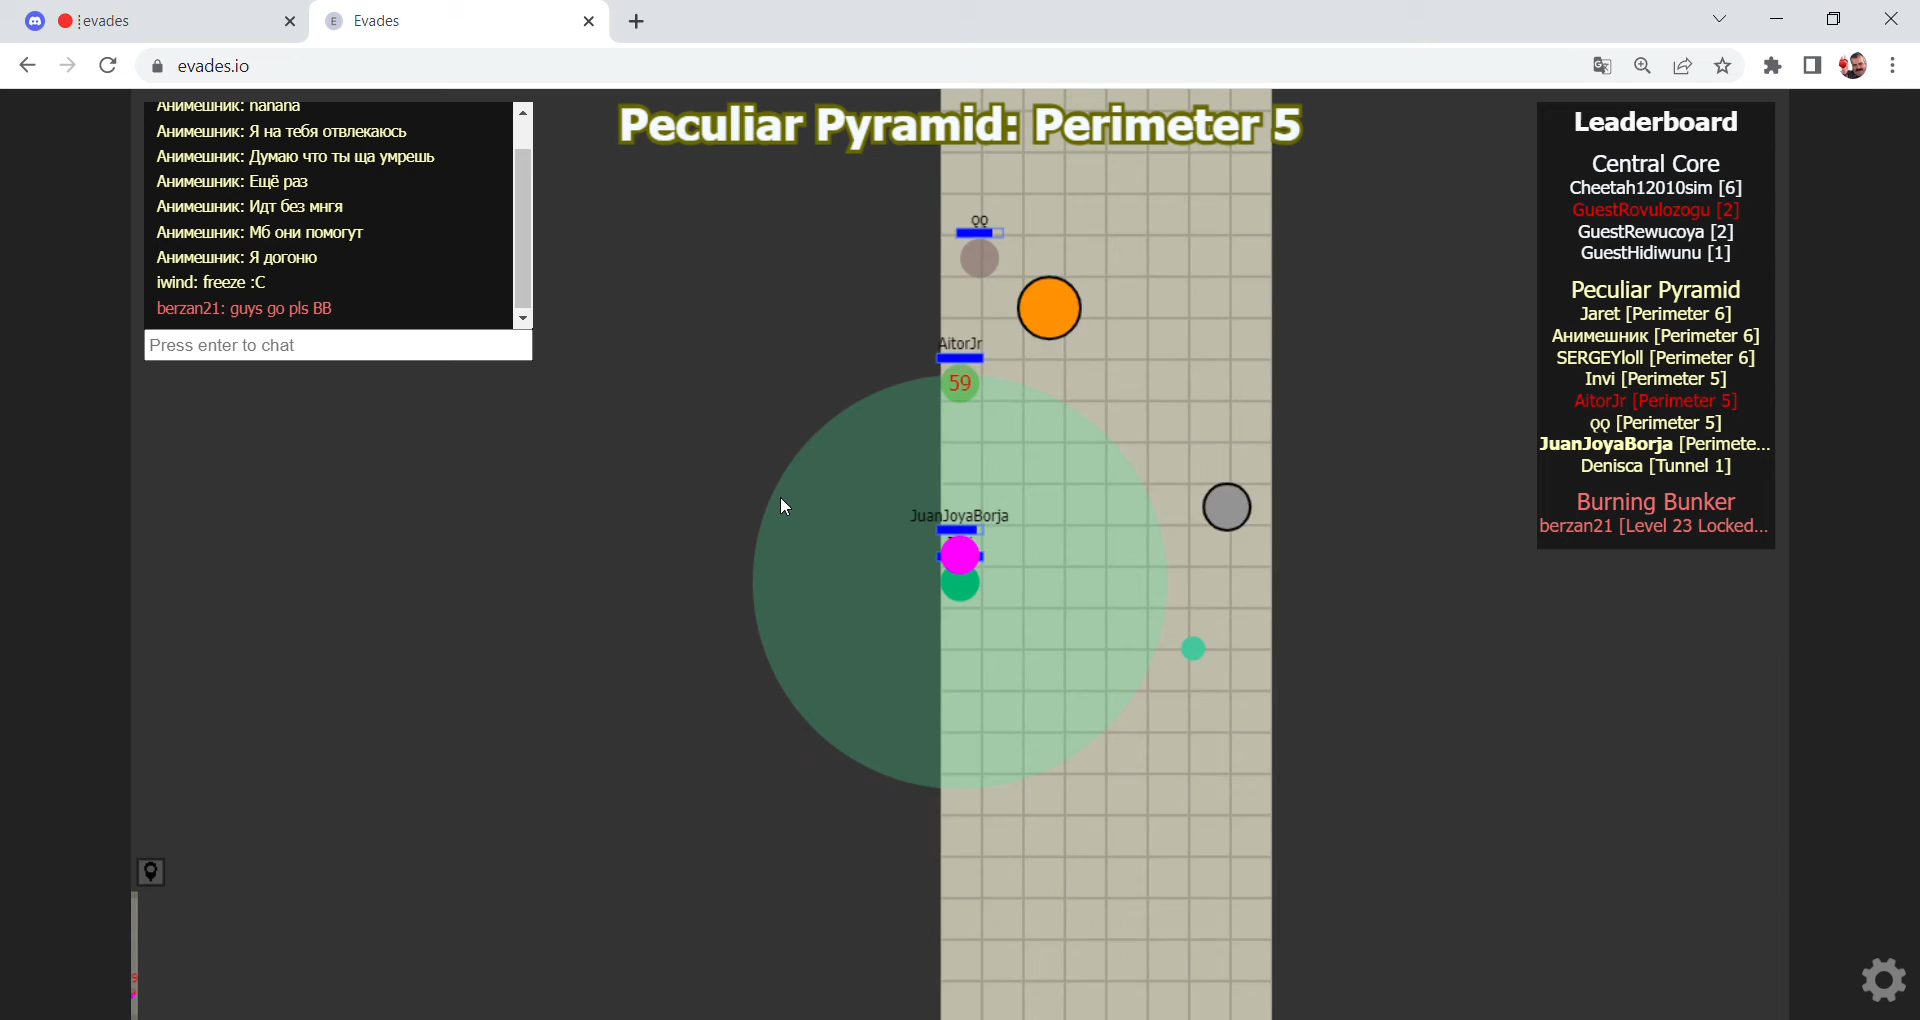 evades
E Evades
evades.io
Анимешник: hahaha
Анимешник: Я на тебя отвлекаюсь
Анимешник: Думаю что ты ща умрешь
Анимешник: Ещё раз
Анимешник: Идт без мнгя
Анимешник: Мб они помогут
Анимешник: Я догоню
iwind: freeze :C
berzan21: guys go pls BB
Press enter to chat
Peculiar Pyramid: Perimeter 5
QQ
AitorJr
59
JuanJoyaBorja
Leaderboard
Central Core
Cheetah12010sim [6]
GuestRovulozogu [2]
GuestRewucoya [2]
GuestHidiwunu [1]
Peculiar Pyramid
Jaret [Perimeter 6]
Анимешник [Perimeter 6]
SERGEYloll [Perimeter 6]
Invi [Perimeter 5]
AitorJr [Perimeter 5]
QQ [Perimeter 5]
JuanJoyaBorja [Perimete...
Denisca [Tunnel 1]
Burning Bunker
berzan21 [Level 23 Locked...